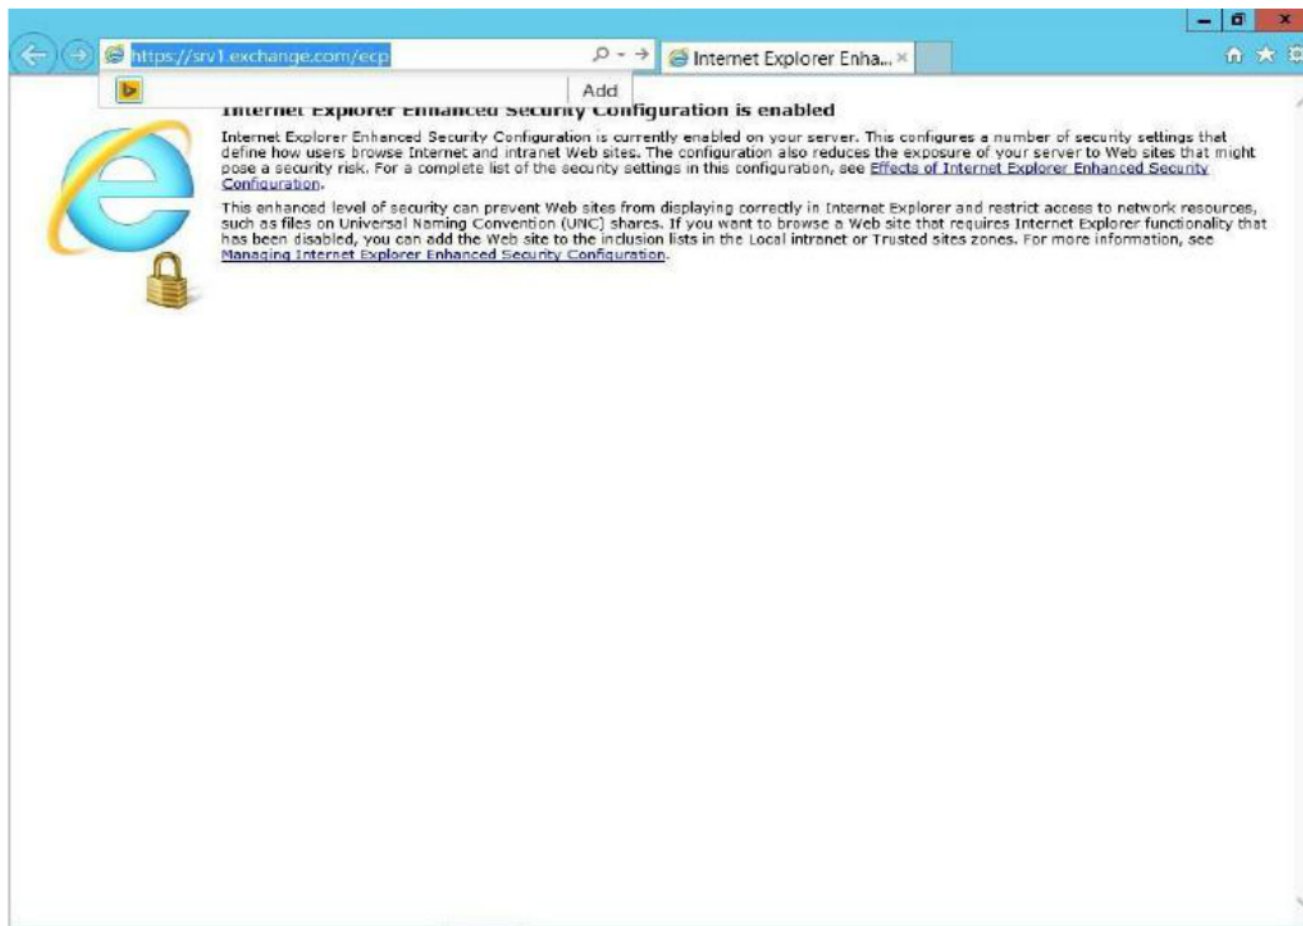 https://srv1.exchange.com/ecp
Internet Explorer Enha...
Add
Internet Explorer Enhanced Security Configuration is enabled
Internet Explorer Enhanced Security Configuration is currently enabled on your server. This configures a number of security settings that
define how users browse Internet and intranet Web sites. The configuration also reduces the exposure of your server to Web sites that might
pose a security risk. For a complete list of the security settings in this configuration, see Effects of Internet Explorer Enhanced Security
Configuration.
This enhanced level of security can prevent Web sites from displaying correctly in Internet Explorer and restrict access to network resources,
such as files on Universal Naming Convention (UNC) shares. If you want to browse a Web site that requires Internet Explorer functionality that
has been disabled, you can add the Web site to the inclusion lists in the Local intranet or Trusted sites zones. For more information, see
Managing Internet Explorer Enhanced Security Configuration.